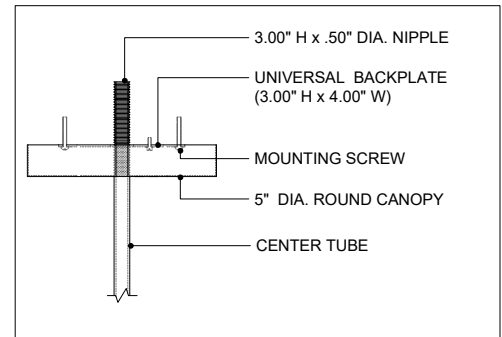 3.00" H x .50" DIA. NIPPLE
UNIVERSAL BACKPLATE
(3.00" H x 4.00" W)
MOUNTING SCREW
5" DIA. ROUND CANOPY
CENTER TUBE